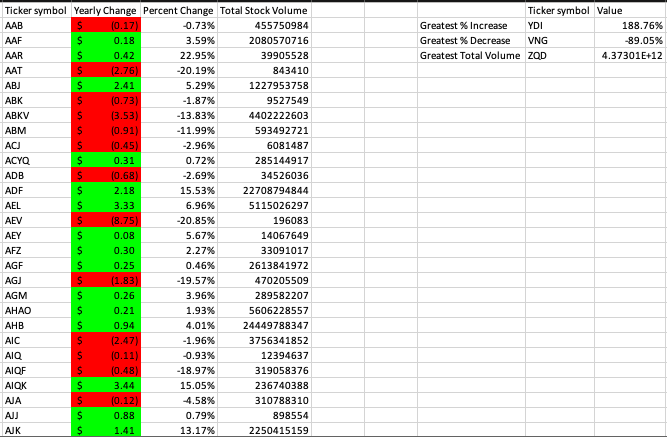 Ticker symbol Yearly Change Percent Change Total Stock Volume Ticker symbol Value
AAB $ (0.17) -0.73% 455750984 Greatest % Increase YDI 188.76%
AAF $ 0.18 3.59% 2080570716 Greatest % Decrease VNG -89.05%
AAR $ 0.42 22.95% 39905528 Greatest Total Volume ZQD 4.37301E+12
AAT $ (2.76) -20.19% 843410
ABJ $ 2.41 5.29% 1227953758
ABK $ (0.73) -1.87% 9527549
ABKV $ (3.53) -13.83% 4402222603
ABM $ (0.91) -11.99% 593492721
ACJ $ (0.45) -2.96% 6081487
ACYQ $ 0.31 0.72% 285144917
ADB $ (0.68) -2.69% 34526036
ADF $ 2.18 15.53% 22708794844
AEL $ 3.33 6.96% 5115026297
AEV $ (8.75) -20.85% 196083
AEY $ 0.08 5.67% 14067649
AFZ $ 0.30 2.27% 33091017
AGF $ 0.25 0.46% 2613841972
AGJ $ (1.83) -19.57% 470205509
AGM $ 0.26 3.96% 289582207
AHAO $ 0.21 1.93% 5606228557
AHB $ 0.94 4.01% 24449788347
AIC $ (2.47) -1.96% 3756341852
AIQ $ (0.11) -0.93% 12394637
AIQF $ (0.48) -18.97% 319058376
AIQK $ 3.44 15.05% 236740388
AJA $ (0.12) -4.58% 310788310
AJJ $ 0.88 0.79% 898554
AJK $ 1.41 13.17% 2250415159